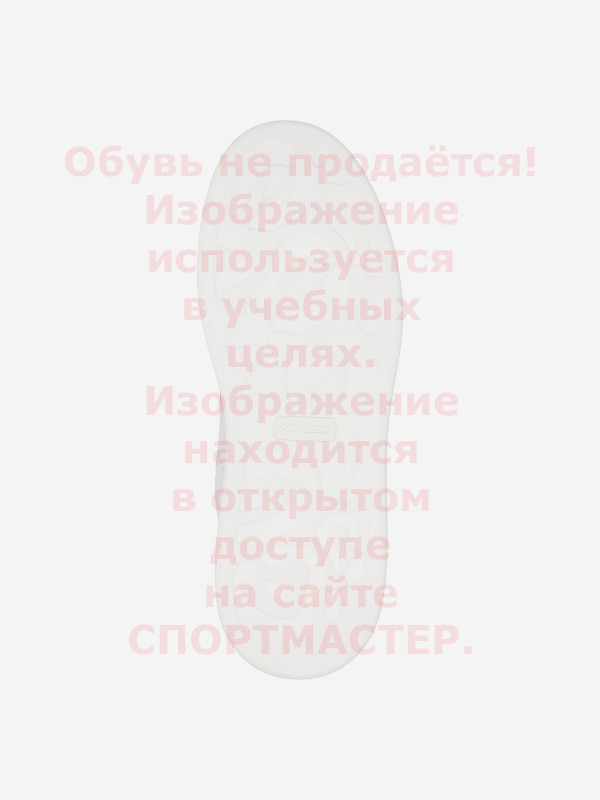 Обувь не продаётся!
Изображение
используется
в учебных
целях.
Изображение
находится
в открытом
доступе
на сайте
СПОРТМАСТЕР.